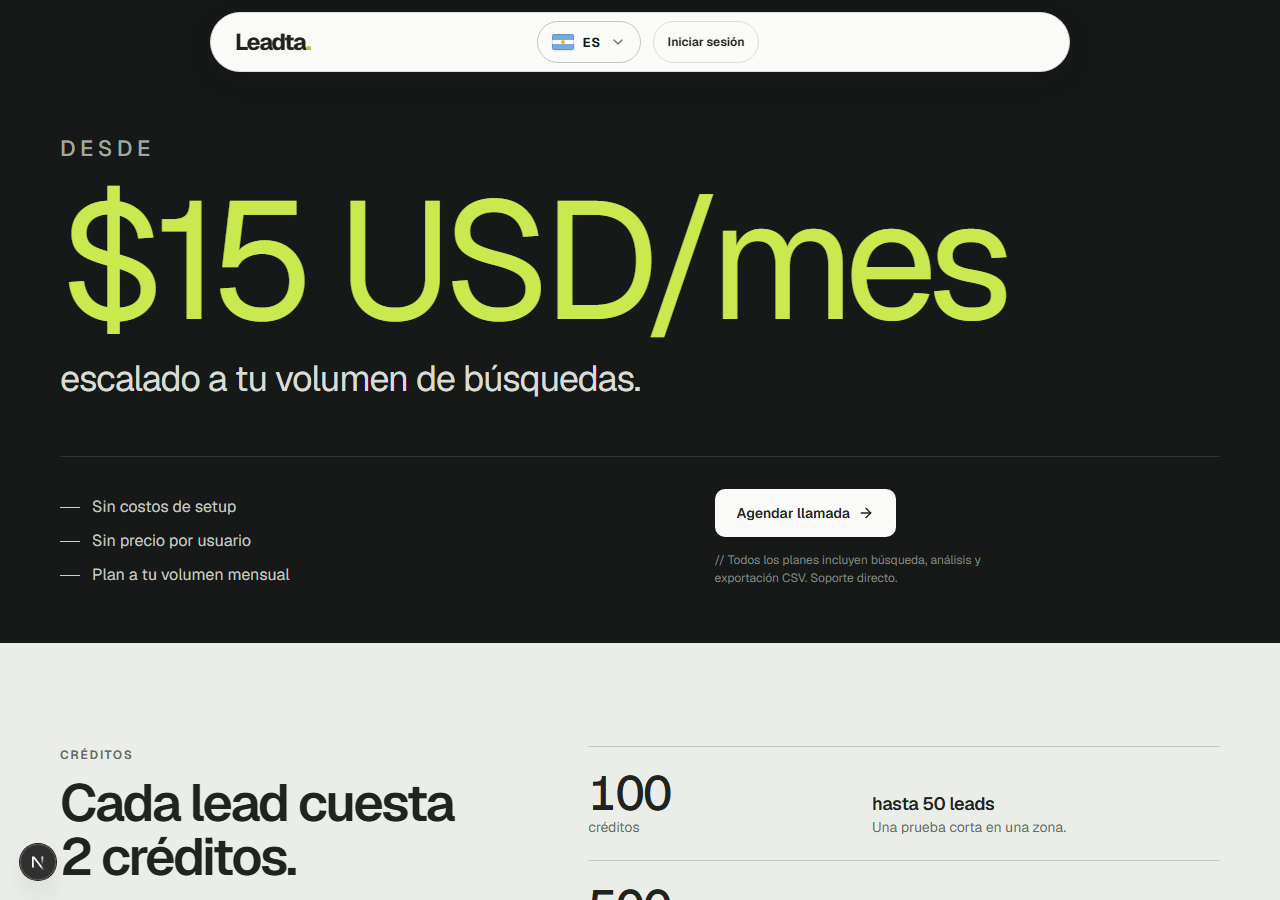 Leadta.
ES
Iniciar sesión
DESDE
$15 USD/mes
escalado a tu volumen de búsquedas.
Sin costos de setup
Sin precio por usuario
Plan a tu volumen mensual
Agendar llamada
// Todos los planes incluyen búsqueda, análisis y
exportación CSV. Soporte directo.
CRÉDITOS
Cada lead cuesta
2 créditos.
100
créditos
hasta 50 leads
Una prueba corta en una zona.
500
N